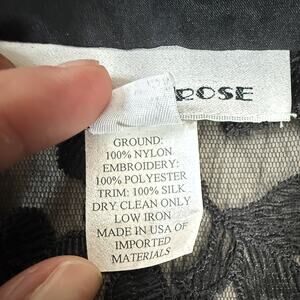 ROSE
GROUND:
100% NYLON
EMBROIDERY:
100% POLYESTER
TRIM: 100% SILK
DRY CLEAN ONLY
LOW IRON
MADE IN USA OF
IMPORTED
MATERIALS